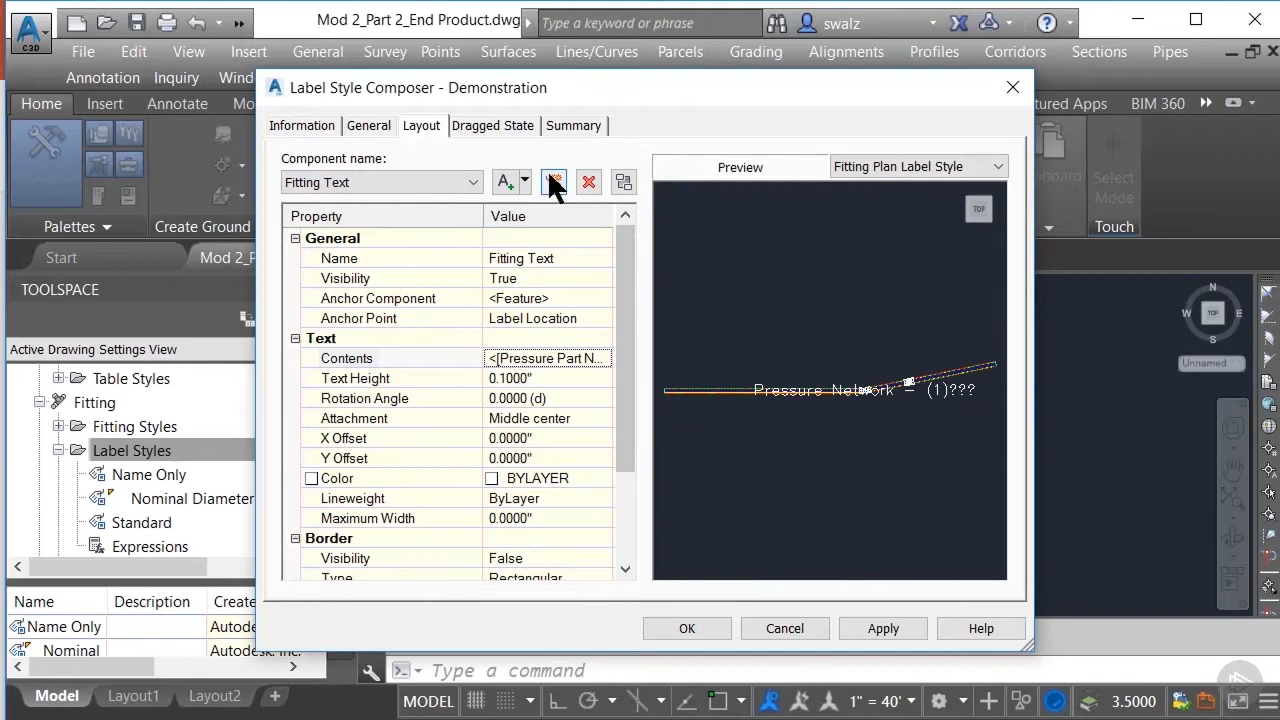 Mod 2_Part 2_End Product.dwg
Type a keyword or phrase
swalz
C3D
File Edit View Insert General Survey Points Surfaces Lines/Curves Parcels Grading Alignments Profiles Corridors Sections Pipes
Annotation Inquiry
Home Insert Annotate
BIM 360
Palettes
Create Ground
Select
Mode
Touch
Start
TOOLSPACE
Active Drawing Settings View
Table Styles
Fitting
Fitting Styles
Label Styles
Name Only
Nominal Diameter
Standard
Expressions
Name Description
Name Only
Nominal
Label Style Composer - Demonstration
Information General Layout Dragged State Summary
Component name:
Fitting Text
A+
Preview
Fitting Plan Label Style
Property Value
General
Name Fitting Text
Visibility True
Anchor Component <Feature>
Anchor Point Label Location
Text
Contents <[Pressure Part N...
Text Height 0.1000"
Rotation Angle 0.0000 (d)
Attachment Middle center
X Offset 0.0000"
Y Offset 0.0000"
Color BYLAYER
Lineweight ByLayer
Maximum Width 0.0000"
Border
Visibility False
Type Rectangular
TOP
Pressure Network - (1)???
OK Cancel Apply Help
N
W TOP E
S
Unnamed
Type a command
Model Layout1 Layout2 +
MODEL
1" = 40'
3.5000